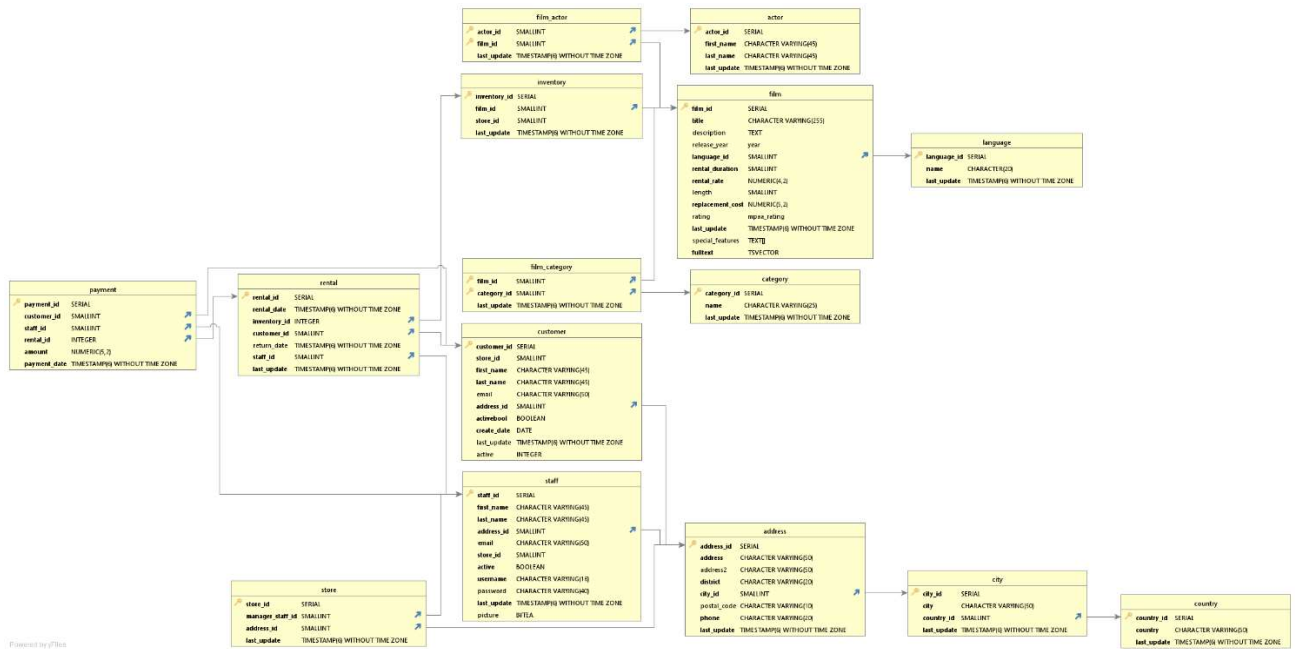 film_actor
actor_id SMALLINT
film_id SMALLINT
last_update TIMESTAMP(6) WITHOUT TIME ZONE
actor
actor_id SERIAL
first_name CHARACTER VARYING(45)
last_name CHARACTER VARYING(45)
last_update TIMESTAMP(6) WITHOUT TIME ZONE
inventory
inventory_id SERIAL
film_id SMALLINT
store_id SMALLINT
last_update TIMESTAMP(6) WITHOUT TIME ZONE
film
film_id SERIAL
title CHARACTER VARYING(255)
description TEXT
release_year year
language_id SMALLINT
rental_duration SMALLINT
rental_rate NUMERIC(4,2)
length SMALLINT
replacement_cost NUMERIC(5,2)
rating mpaa_rating
last_update TIMESTAMP(6) WITHOUT TIME ZONE
special_features TEXT[]
fulltext TSVECTOR
language
language_id SERIAL
name CHARACTER(20)
last_update TIMESTAMP(6) WITHOUT TIME ZONE
film_category
film_id SMALLINT
category_id SMALLINT
last_update TIMESTAMP(6) WITHOUT TIME ZONE
category
category_id SERIAL
name CHARACTER VARYING(25)
last_update TIMESTAMP(6) WITHOUT TIME ZONE
payment
payment_id SERIAL
customer_id SMALLINT
staff_id SMALLINT
rental_id INTEGER
amount NUMERIC(5,2)
payment_date TIMESTAMP(6) WITHOUT TIME ZONE
rental
rental_id SERIAL
rental_date TIMESTAMP(6) WITHOUT TIME ZONE
inventory_id INTEGER
customer_id SMALLINT
return_date TIMESTAMP(6) WITHOUT TIME ZONE
staff_id SMALLINT
last_update TIMESTAMP(6) WITHOUT TIME ZONE
customer
customer_id SERIAL
store_id SMALLINT
first_name CHARACTER VARYING(45)
last_name CHARACTER VARYING(45)
email CHARACTER VARYING(50)
address_id SMALLINT
activebool BOOLEAN
create_date DATE
last_update TIMESTAMP(6) WITHOUT TIME ZONE
active INTEGER
staff
staff_id SERIAL
first_name CHARACTER VARYING(45)
last_name CHARACTER VARYING(45)
address_id SMALLINT
email CHARACTER VARYING(50)
store_id SMALLINT
active BOOLEAN
username CHARACTER VARYING(16)
password CHARACTER VARYING(40)
last_update TIMESTAMP(6) WITHOUT TIME ZONE
picture BYTEA
store
store_id SERIAL
manager_staff_id SMALLINT
address_id SMALLINT
last_update TIMESTAMP(6) WITHOUT TIME ZONE
address
address_id SERIAL
address CHARACTER VARYING(50)
address2 CHARACTER VARYING(50)
district CHARACTER VARYING(20)
city_id SMALLINT
postal_code CHARACTER VARYING(10)
phone CHARACTER VARYING(20)
last_update TIMESTAMP(6) WITHOUT TIME ZONE
city
city_id SERIAL
city CHARACTER VARYING(50)
country_id SMALLINT
last_update TIMESTAMP(6) WITHOUT TIME ZONE
country
country_id SERIAL
country CHARACTER VARYING(50)
last_update TIMESTAMP(6) WITHOUT TIME ZONE
Powered by yFiles